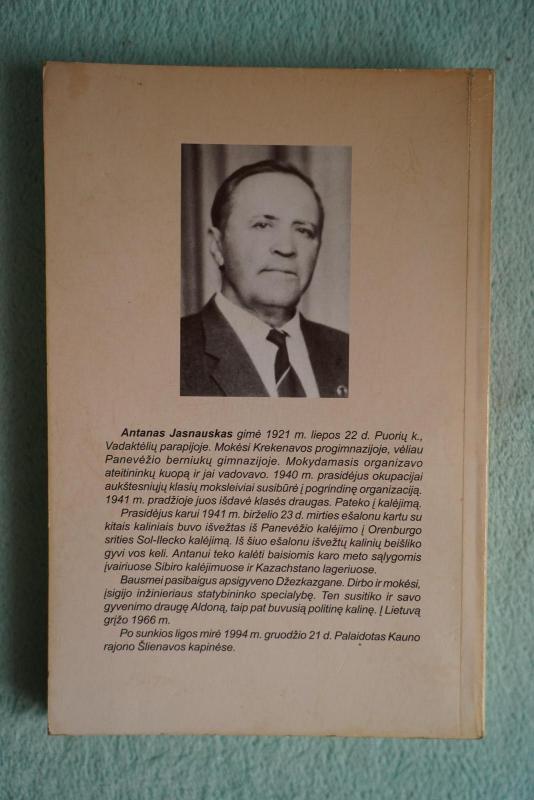 Antanas Jasnauskas gimė 1921 m. liepos 22 d. Puorių k.,
Vadaktėlių parapijoje. Mokėsi Krekenavos progimnazijoje, vėliau
Panevėžio berniukų gimnazijoje. Mokydamasis organizavo
ateitininkų kuopą ir jai vadovavo. 1940 m. prasidėjus okupacijai
aukštesniųjų klasių moksleiviai susibūrė į pogrindinę organizaciją.
1941 m. pradžioje juos išdavė klasės draugas. Pateko į kalėjimą.
Prasidėjus karui 1941 m. birželio 23 d. mirties ešalonu kartu su
kitais kaliniais buvo išvežtas iš Panevėžio kalėjimo į Orenburgo
srities Sol-Ilecko kalėjimą. Iš šiuo ešalonu išvežtų kalinių beišliko
gyvi vos keli. Antanui teko kalėti baisiomis karo meto sąlygomis
įvairiuose Sibiro kalėjimuose ir Kazachstano lageriuose.
Bausmei pasibaigus apsigyveno Džezkazgane. Dirbo ir mokėsi,
įsigijo inžinieriaus statybininko specialybę. Ten susitiko ir savo
gyvenimo draugę Aldoną, taip pat buvusią politinę kalinę. Į Lietuvą
grįžo 1966 m.
Po sunkios ligos mirė 1994 m. gruodžio 21 d. Palaidotas Kauno
rajono Šlienavos kapinėse.